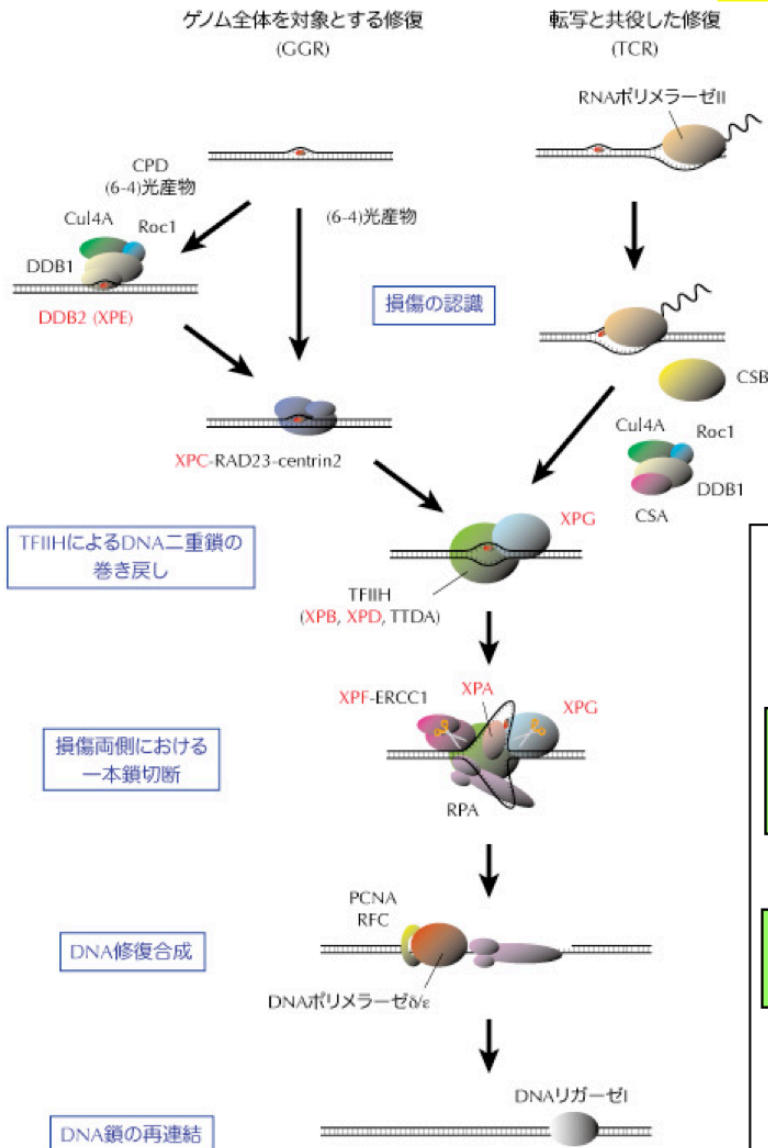 ゲノム全体を対象とする修復
(GGR)
転写と共役した修復
(TCR)
RNAポリメラーゼII
CPD
(6-4)光産物
(6-4)光産物
Cul4A
Roc1
DDB1
DDB2 (XPE)
損傷の認識
CSB
Cul4A
Roc1
DDB1
CSA
XPC-RAD23-centrin2
XPG
TFIIHによるDNA二重鎖の
巻き戻し
TFIIH
(XPB, XPD, TTDA)
XPF-ERCC1
XPA
XPG
損傷両側における
一本鎖切断
RPA
PCNA
RFC
DNA修復合成
DNAポリメラーゼδ/ε
DNAリガーゼI
DNA鎖の再連結